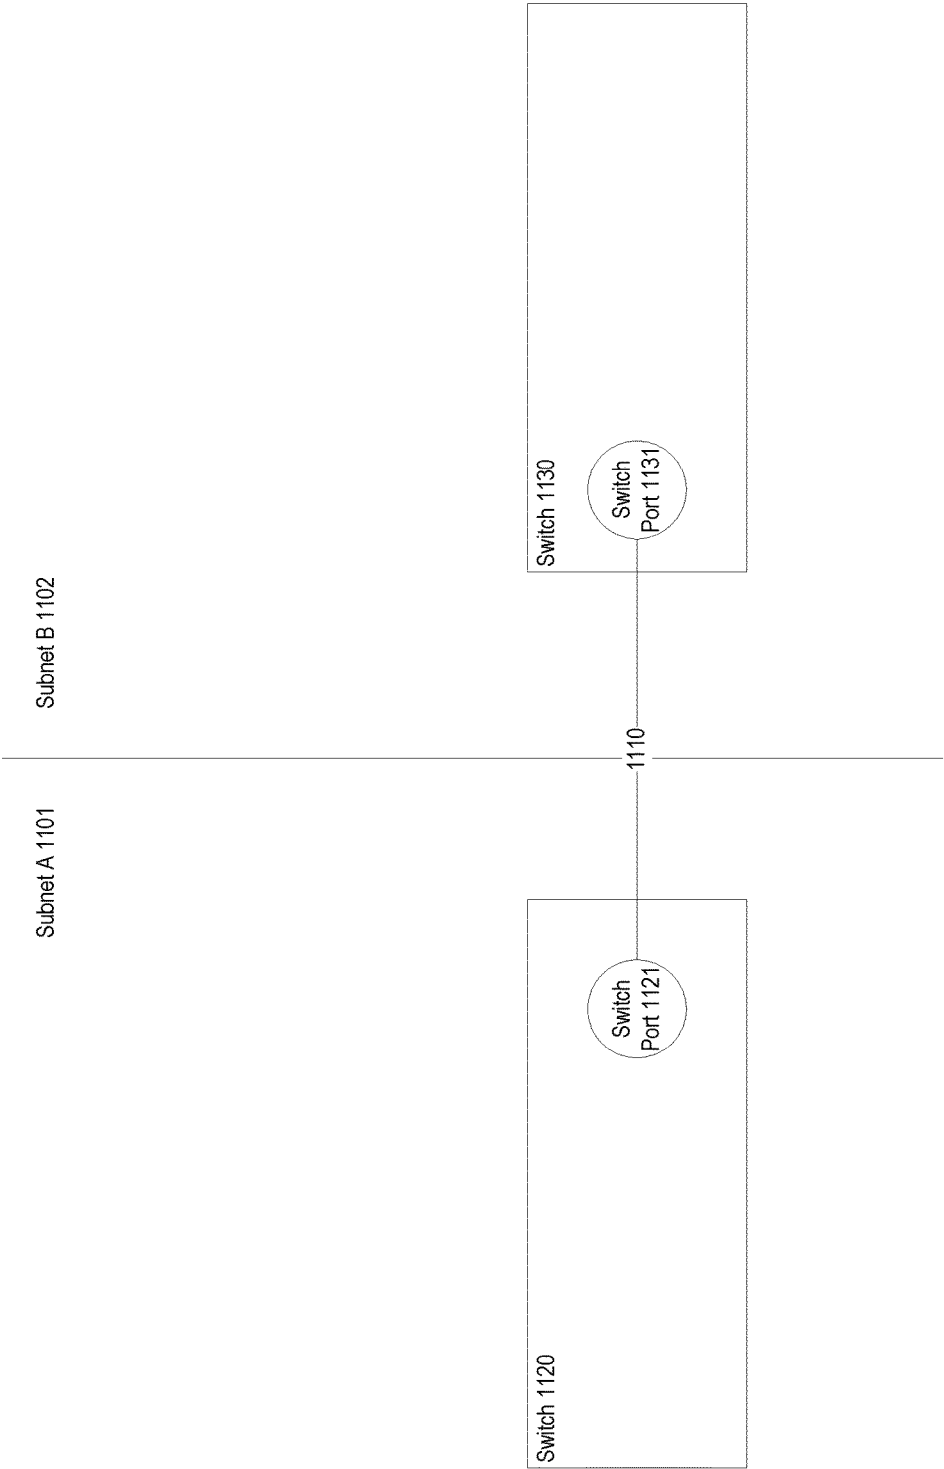 Subnet A 1101
Subnet B 1102
Switch 1120
Switch 1130
Switch
Port 1121
1110
Switch
Port 1131